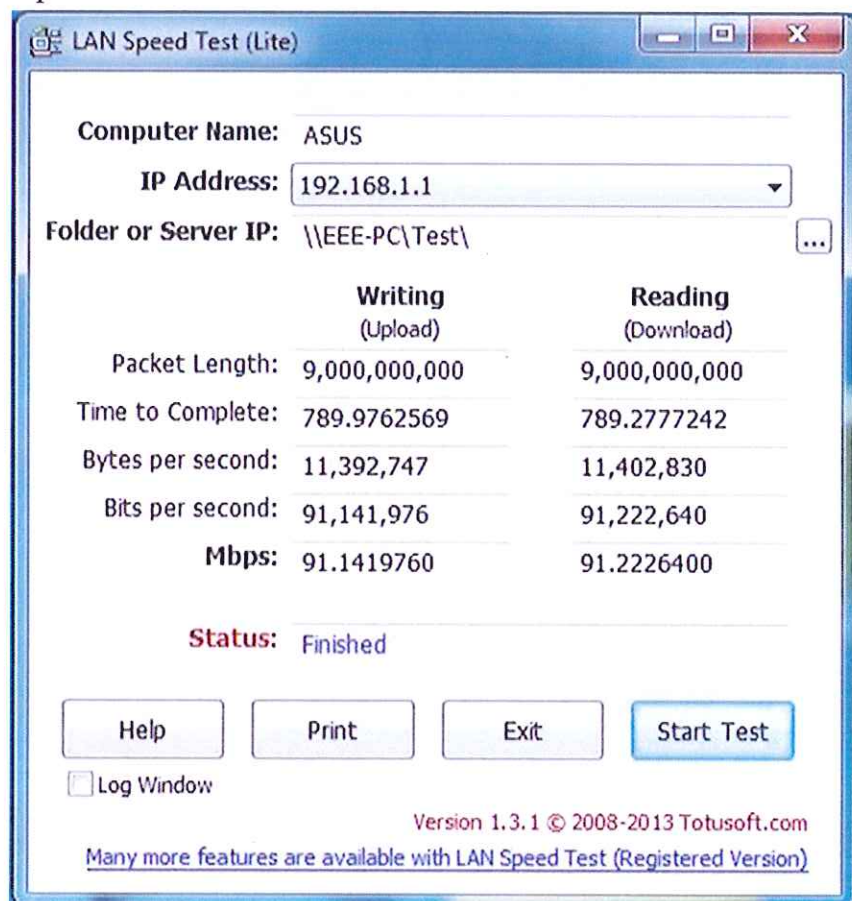 LAN Speed Test (Lite)
Computer Name: ASUS
IP Address: 192.168.1.1
Folder or Server IP: \\EEE-PC\Test\ ...
Writing Reading
(Upload) (Download)
Packet Length: 9,000,000,000 9,000,000,000
Time to Complete: 789.9762569 789.2777242
Bytes per second: 11,392,747 11,402,830
Bits per second: 91,141,976 91,222,640
Mbps: 91.1419760 91.2226400
Status: Finished
Help Print Exit Start Test
Log Window
Version 1.3.1 © 2008-2013 Totusoft.com
Many more features are available with LAN Speed Test (Registered Version)